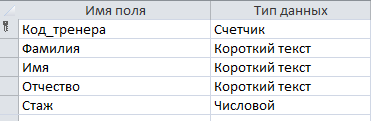 Имя поля Тип данных
Код_тренера Счетчик
Фамилия Короткий текст
Имя Короткий текст
Отчество Короткий текст
Стаж Числовой